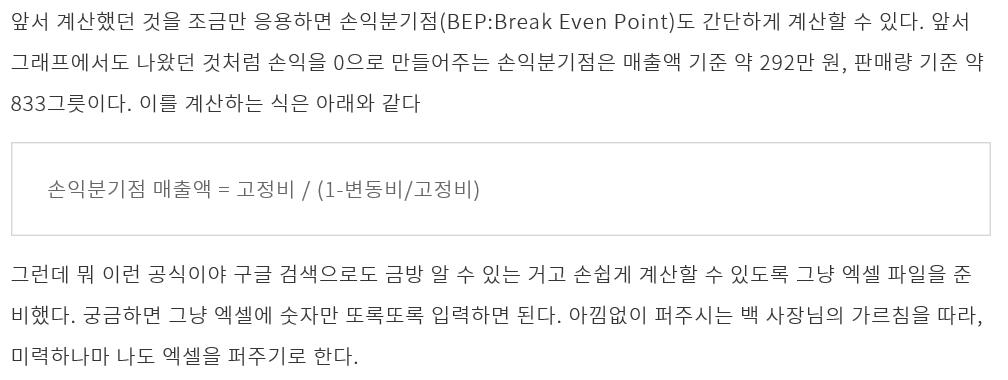 앞서 계산했던 것을 조금만 응용하면 손익분기점(BEP:Break Even Point)도 간단하게 계산할 수 있다. 앞서
그래프에서도 나왔던 것처럼 손익을 0으로 만들어주는 손익분기점은 매출액 기준 약 292만 원, 판매량 기준 약
833그릇이다. 이를 계산하는 식은 아래와 같다
손익분기점 매출액 = 고정비 / (1-변동비/고정비)
그런데 뭐 이런 공식이야 구글 검색으로도 금방 알 수 있는 거고 손쉽게 계산할 수 있도록 그냥 엑셀 파일을 준
비했다. 궁금하면 그냥 엑셀에 숫자만 또록또록 입력하면 된다. 아낌없이 퍼주시는 백 사장님의 가르침을 따라,
미력하나마 나도 엑셀을 퍼주기로 한다.